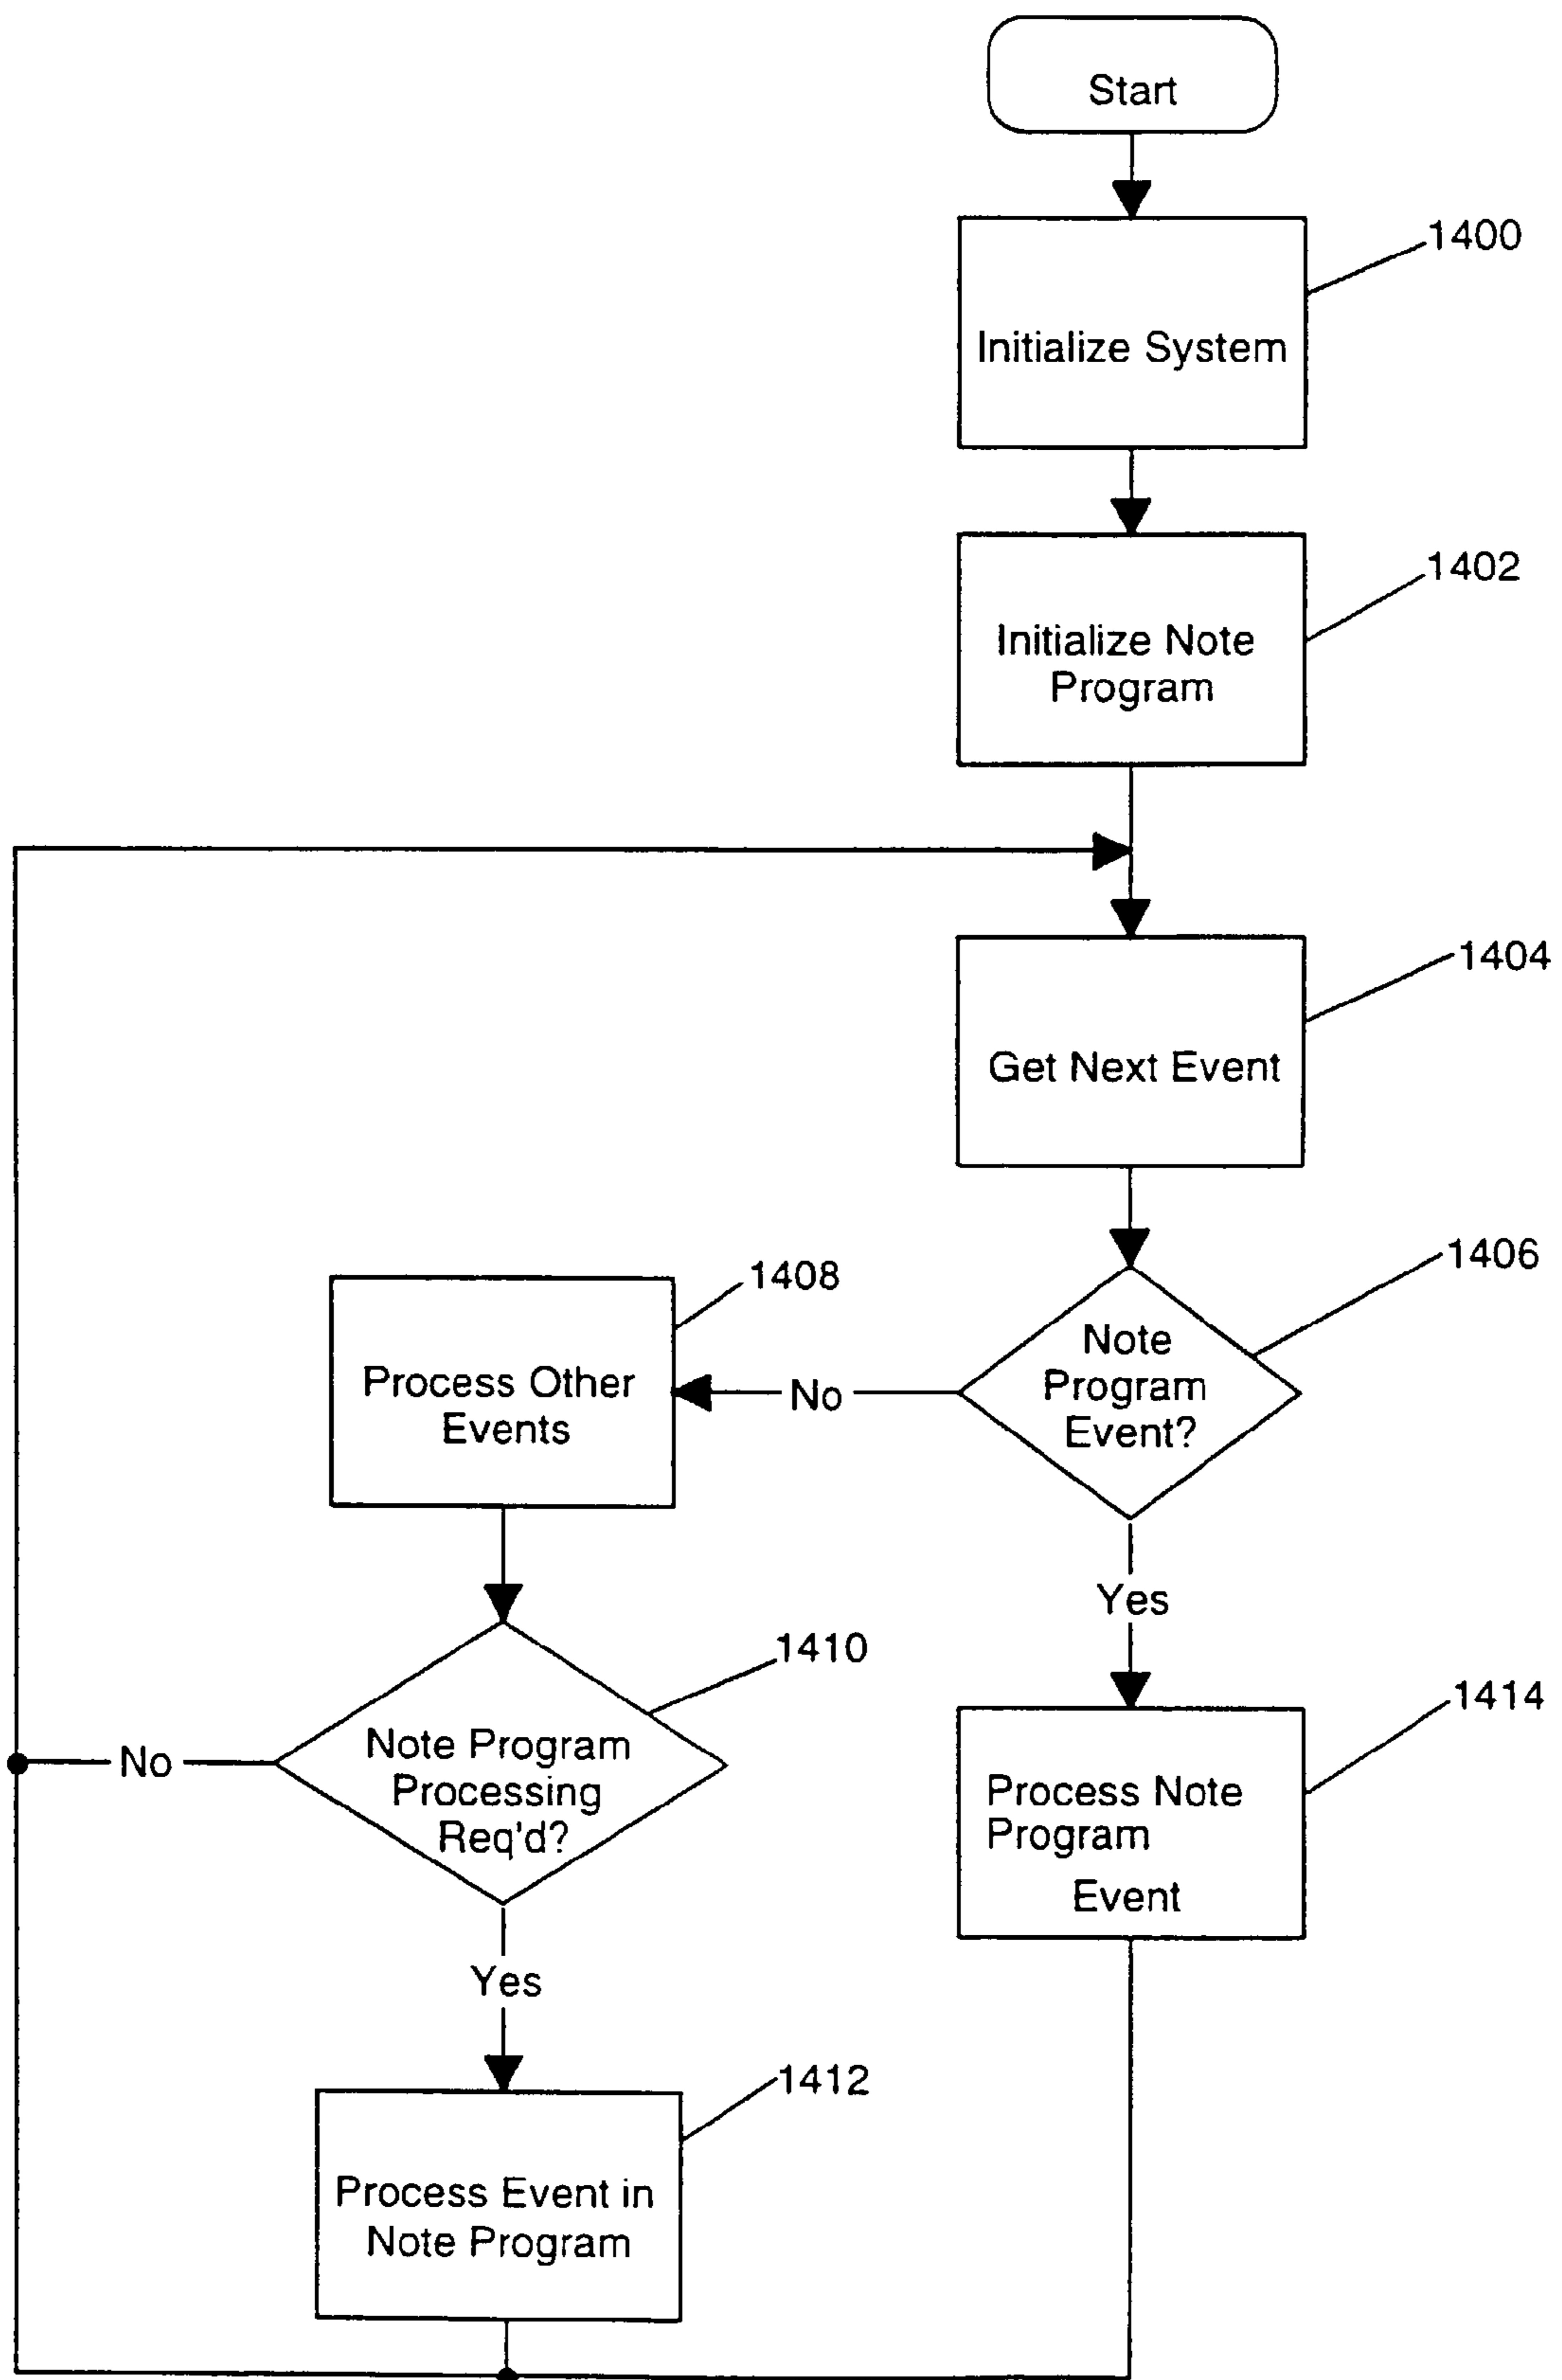 Start
1400
Initialize System
1402
Initialize Note
Program
1404
Get Next Event
1406
Note
Program
Event?
No
1408
Process Other
Events
Yes
1410
Note Program
Processing
Req'd?
No
1414
Process Note
Program
Event
Yes
1412
Process Event in
Note Program